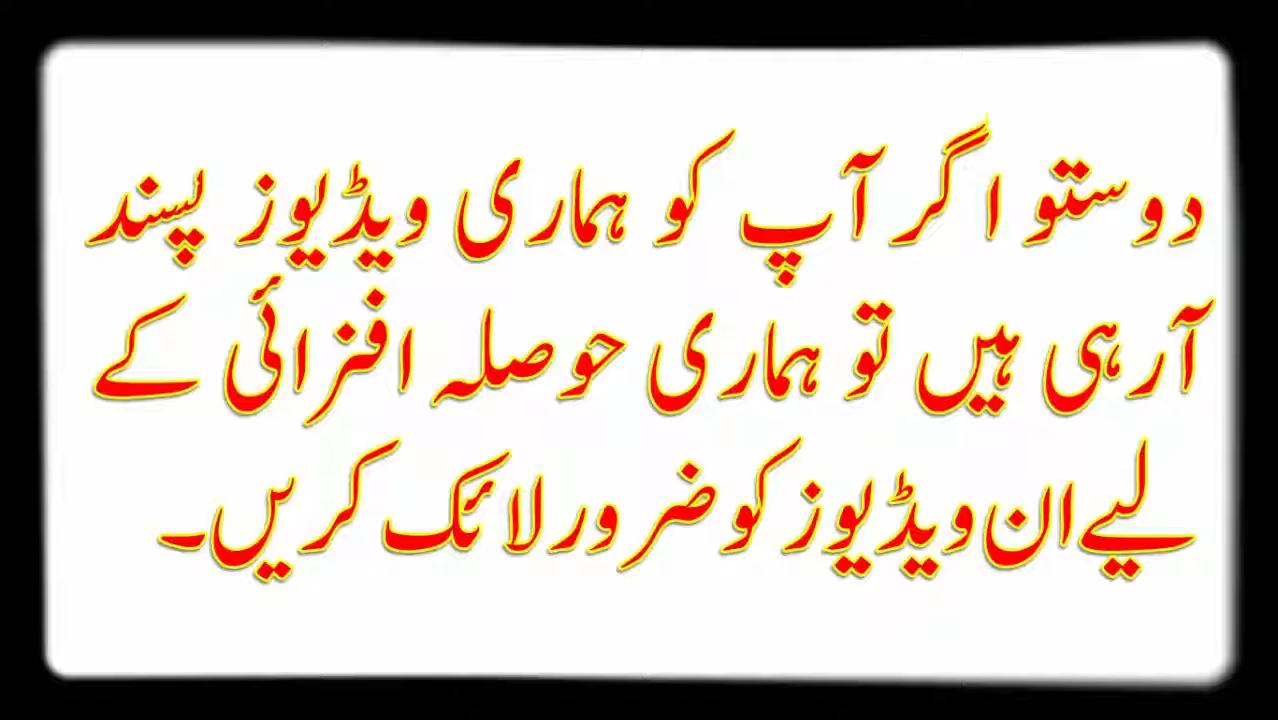 دوستو اگر آپ کو ہماری ویڈیوز پسند
آرہی ہیں تو ہماری حوصلہ افزائی کے
لیے ان ویڈیوز کو ضرور لائک کریں۔